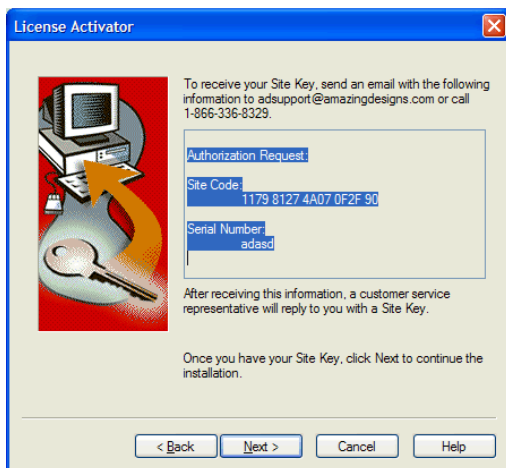 License Activator
To receive your Site Key, send an email with the following
information to adsupport@amazingdesigns.com or call
1-866-336-8329.
Authorization Request:
Site Code:
1179 8127 4A07 0F2F 90
Serial Number:
adasd
After receiving this information, a customer service
representative will reply to you with a Site Key.
Once you have your Site Key, click Next to continue the
installation.
< Back Next > Cancel Help